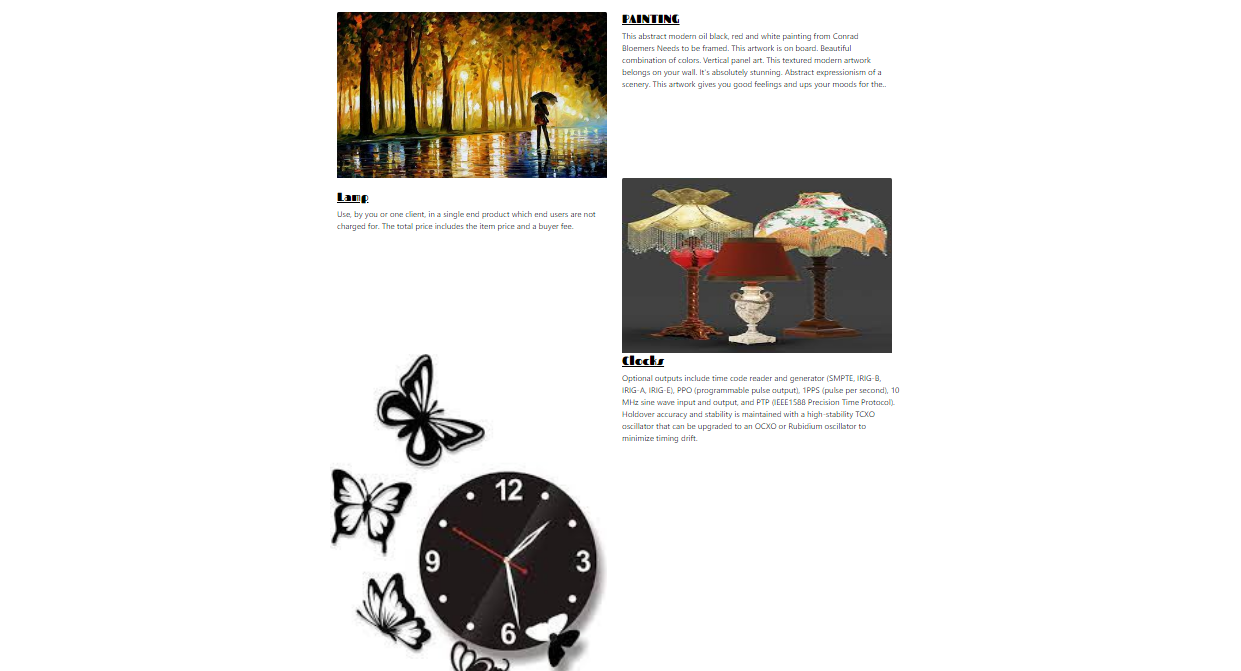 PAINTING
This abstract modern oil black, red and white painting from Conrad
Bloemers Needs to be framed. This artwork is on board. Beautiful
combination of colors. Vertical panel art. This textured modern artwork
belongs on your wall. It's absolutely stunning. Abstract expressionism of a
scenery. This artwork gives you good feelings and ups your moods for the..
Lamp
Use, by you or one client, in a single end product which end users are not
charged for. The total price includes the item price and a buyer fee.
Clocks
Optional outputs include time code reader and generator (SMPTE, IRIG-B,
IRIG-A, IRIG-E), PPO (programmable pulse output), 1PPS (pulse per second), 10
MHz sine wave input and output, and PTP (IEEE1588 Precision Time Protocol).
Holdover accuracy and stability is maintained with a high-stability TCXO
oscillator that can be upgraded to an OCXO or Rubidium oscillator to
minimize timing drift.
12
9
3
6